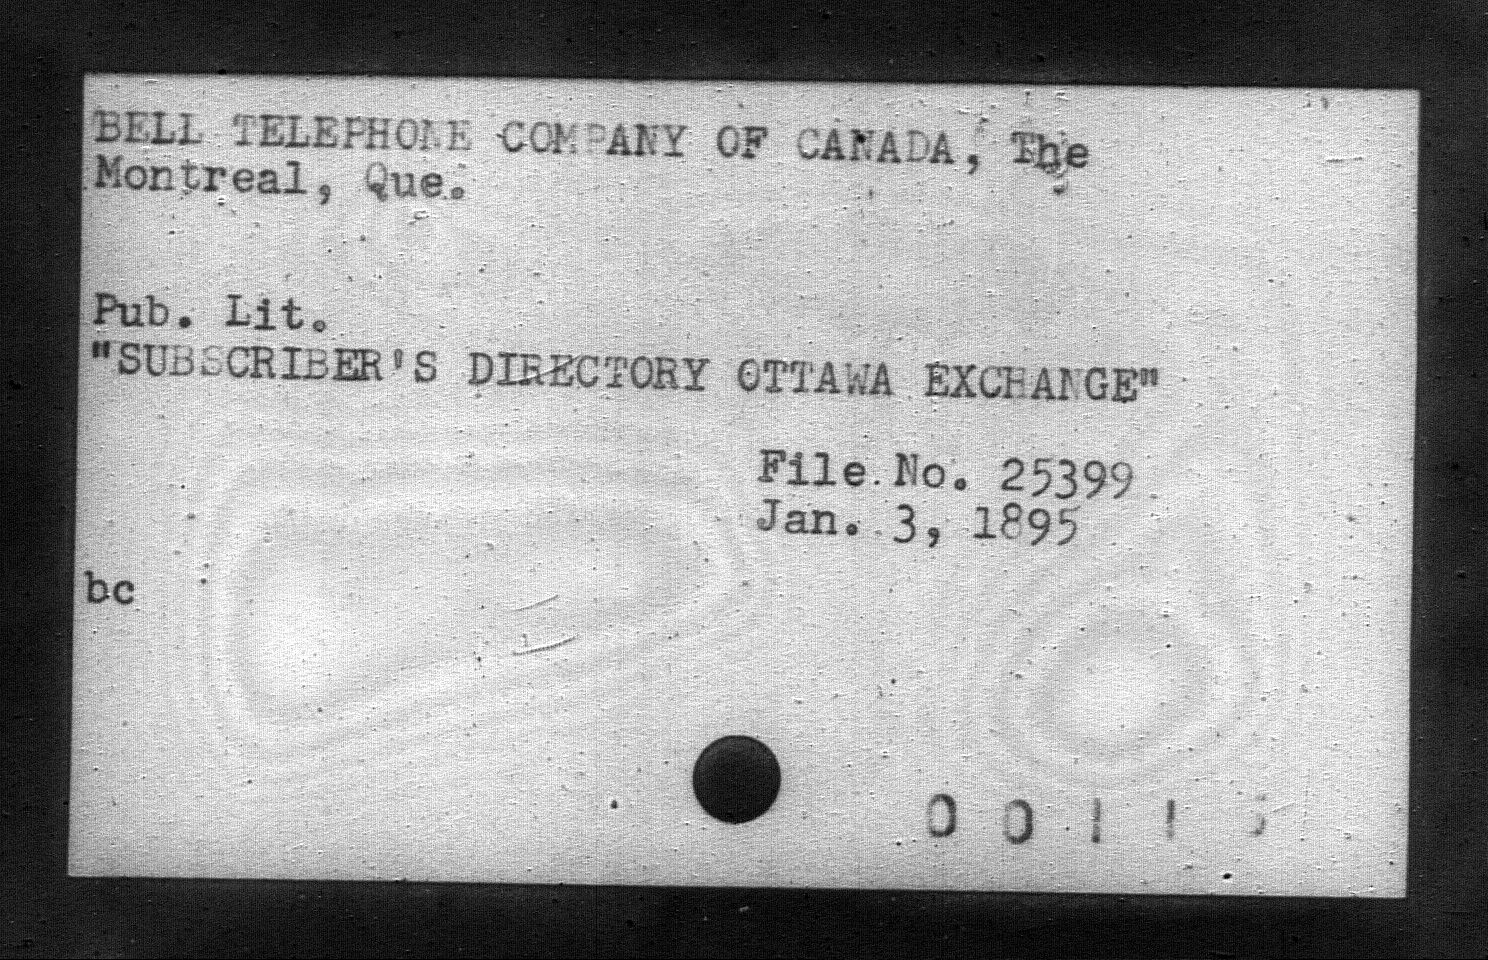 BELL TELEPHONE COMPANY OF CANADA, The
Montreal, Que.
Pub. Lit.
"SUBSCRIBER'S DIRECTORY OTTAWA EXCHANGE"
File No. 25399
Jan. 3, 1895
bc